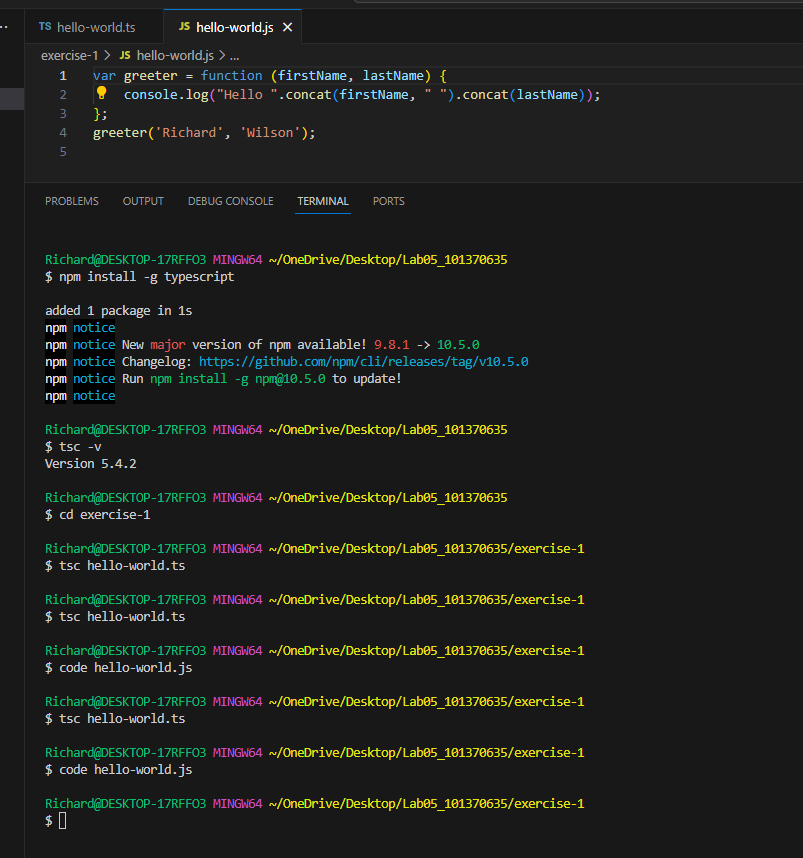 TS hello-world.ts JS hello-world.js ×
exercise-1 > JS hello-world.js > ...
1 var greeter = function (firstName, lastName) {
2 console.log("Hello ".concat(firstName, " ").concat(lastName));
3 };
4 greeter('Richard', 'Wilson');
5
PROBLEMS OUTPUT DEBUG CONSOLE TERMINAL PORTS
Richard@DESKTOP-17RFFO3 MINGW64 ~/OneDrive/Desktop/Lab05_101370635
$ npm install -g typescript
added 1 package in 1s
npm notice
npm notice New major version of npm available! 9.8.1 -> 10.5.0
npm notice Changelog: https://github.com/npm/cli/releases/tag/v10.5.0
npm notice Run npm install -g npm@10.5.0 to update!
npm notice
Richard@DESKTOP-17RFFO3 MINGW64 ~/OneDrive/Desktop/Lab05_101370635
$ tsc -v
Version 5.4.2
Richard@DESKTOP-17RFFO3 MINGW64 ~/OneDrive/Desktop/Lab05_101370635
$ cd exercise-1
Richard@DESKTOP-17RFFO3 MINGW64 ~/OneDrive/Desktop/Lab05_101370635/exercise-1
$ tsc hello-world.ts
Richard@DESKTOP-17RFFO3 MINGW64 ~/OneDrive/Desktop/Lab05_101370635/exercise-1
$ tsc hello-world.ts
Richard@DESKTOP-17RFFO3 MINGW64 ~/OneDrive/Desktop/Lab05_101370635/exercise-1
$ code hello-world.js
Richard@DESKTOP-17RFFO3 MINGW64 ~/OneDrive/Desktop/Lab05_101370635/exercise-1
$ tsc hello-world.ts
Richard@DESKTOP-17RFFO3 MINGW64 ~/OneDrive/Desktop/Lab05_101370635/exercise-1
$ code hello-world.js
Richard@DESKTOP-17RFFO3 MINGW64 ~/OneDrive/Desktop/Lab05_101370635/exercise-1
$